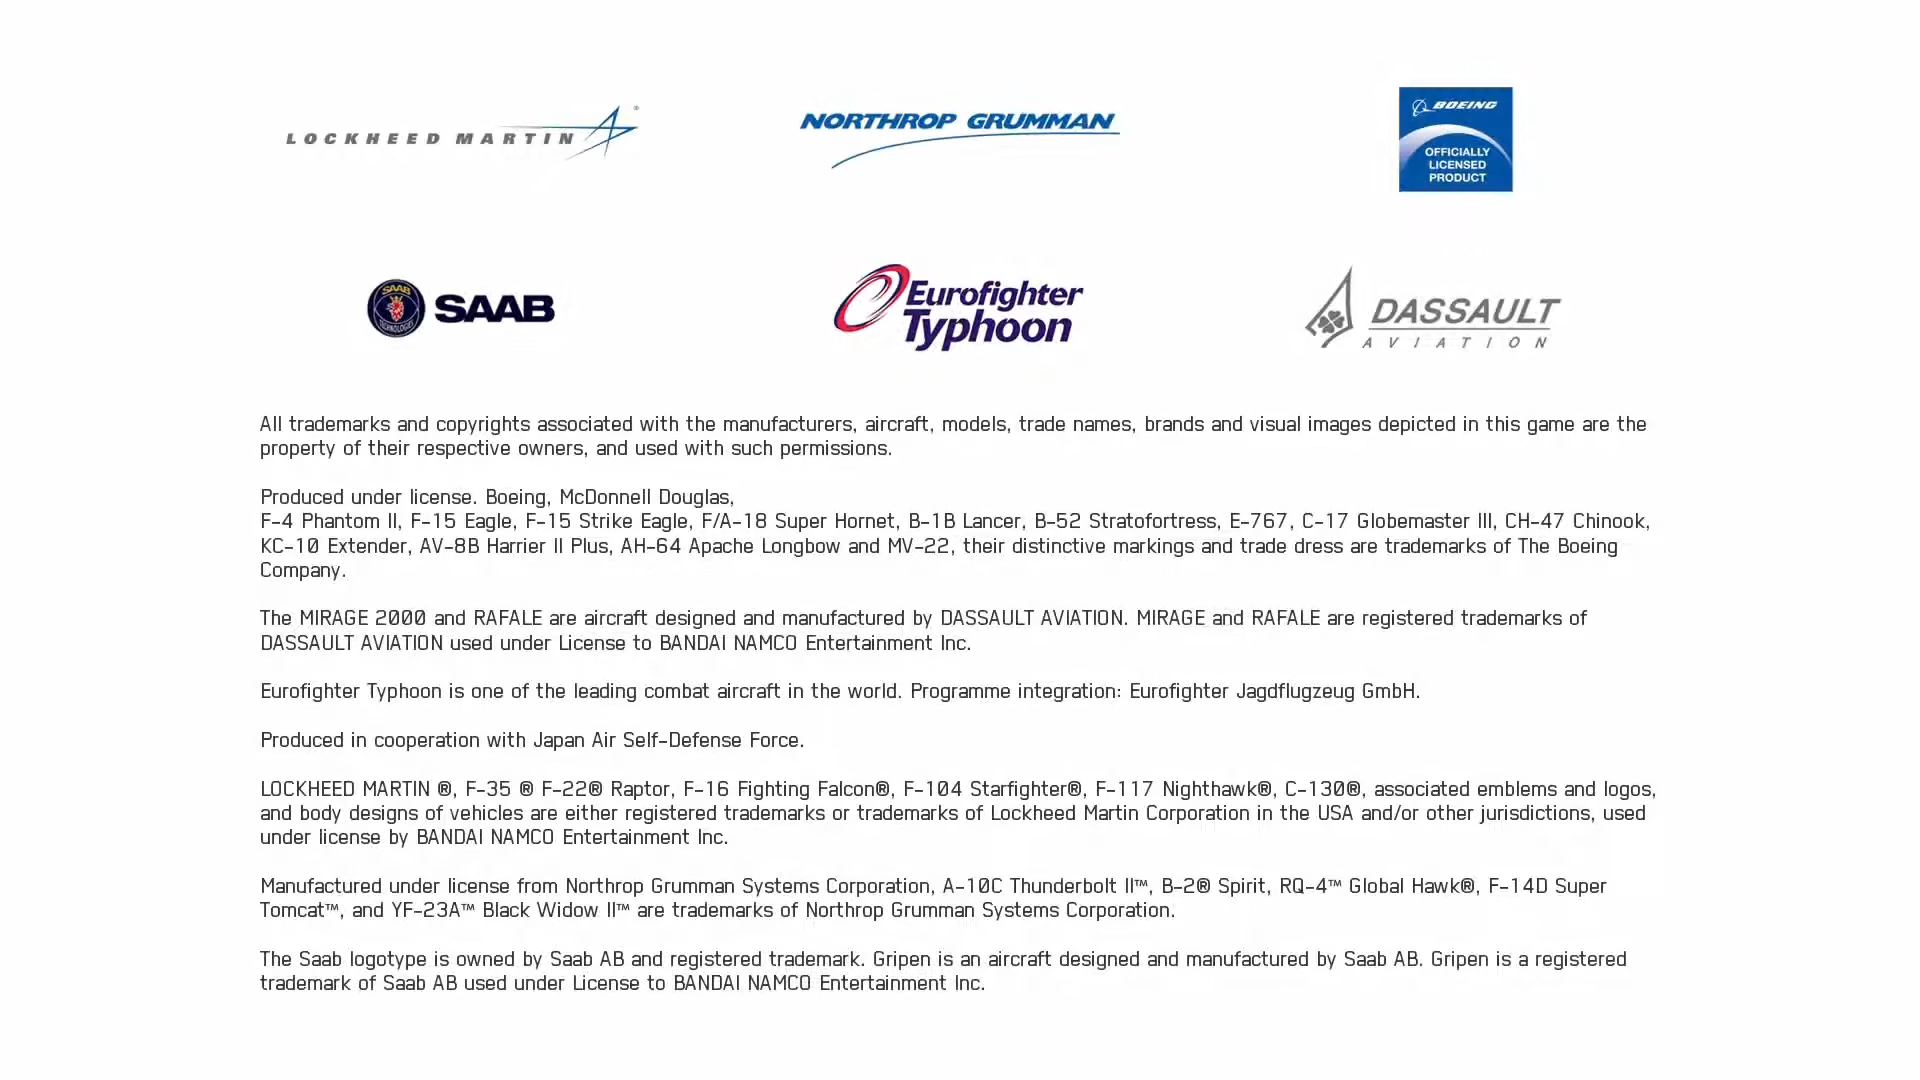 LOCKHEED MARTIN ®
NORTHROP GRUMMAN
BOEING
OFFICIALLY
LICENSED
PRODUCT
SAAB
TECHNOLOGIES
SAAB
Eurofighter
Typhoon
DASSAULT
AVIATION
All trademarks and copyrights associated with the manufacturers, aircraft, models, trade names, brands and visual images depicted in this game are the
property of their respective owners, and used with such permissions.
Produced under license. Boeing, McDonnell Douglas,
F-4 Phantom II, F-15 Eagle, F-15 Strike Eagle, F/A-18 Super Hornet, B-1B Lancer, B-52 Stratofortress, E-767, C-17 Globemaster III, CH-47 Chinook,
KC-10 Extender, AV-8B Harrier II Plus, AH-64 Apache Longbow and MV-22, their distinctive markings and trade dress are trademarks of The Boeing
Company.
The MIRAGE 2000 and RAFALE are aircraft designed and manufactured by DASSAULT AVIATION. MIRAGE and RAFALE are registered trademarks of
DASSAULT AVIATION used under License to BANDAI NAMCO Entertainment Inc.
Eurofighter Typhoon is one of the leading combat aircraft in the world. Programme integration: Eurofighter Jagdflugzeug GmbH.
Produced in cooperation with Japan Air Self-Defense Force.
LOCKHEED MARTIN ®, F-35 ® F-22® Raptor, F-16 Fighting Falcon®, F-104 Starfighter®, F-117 Nighthawk®, C-130®, associated emblems and logos,
and body designs of vehicles are either registered trademarks or trademarks of Lockheed Martin Corporation in the USA and/or other jurisdictions, used
under license by BANDAI NAMCO Entertainment Inc.
Manufactured under license from Northrop Grumman Systems Corporation, A-10C Thunderbolt II™, B-2® Spirit, RQ-4™ Global Hawk®, F-14D Super
Tomcat™, and YF-23A™ Black Widow II™ are trademarks of Northrop Grumman Systems Corporation.
The Saab logotype is owned by Saab AB and registered trademark. Gripen is an aircraft designed and manufactured by Saab AB. Gripen is a registered
trademark of Saab AB used under License to BANDAI NAMCO Entertainment Inc.